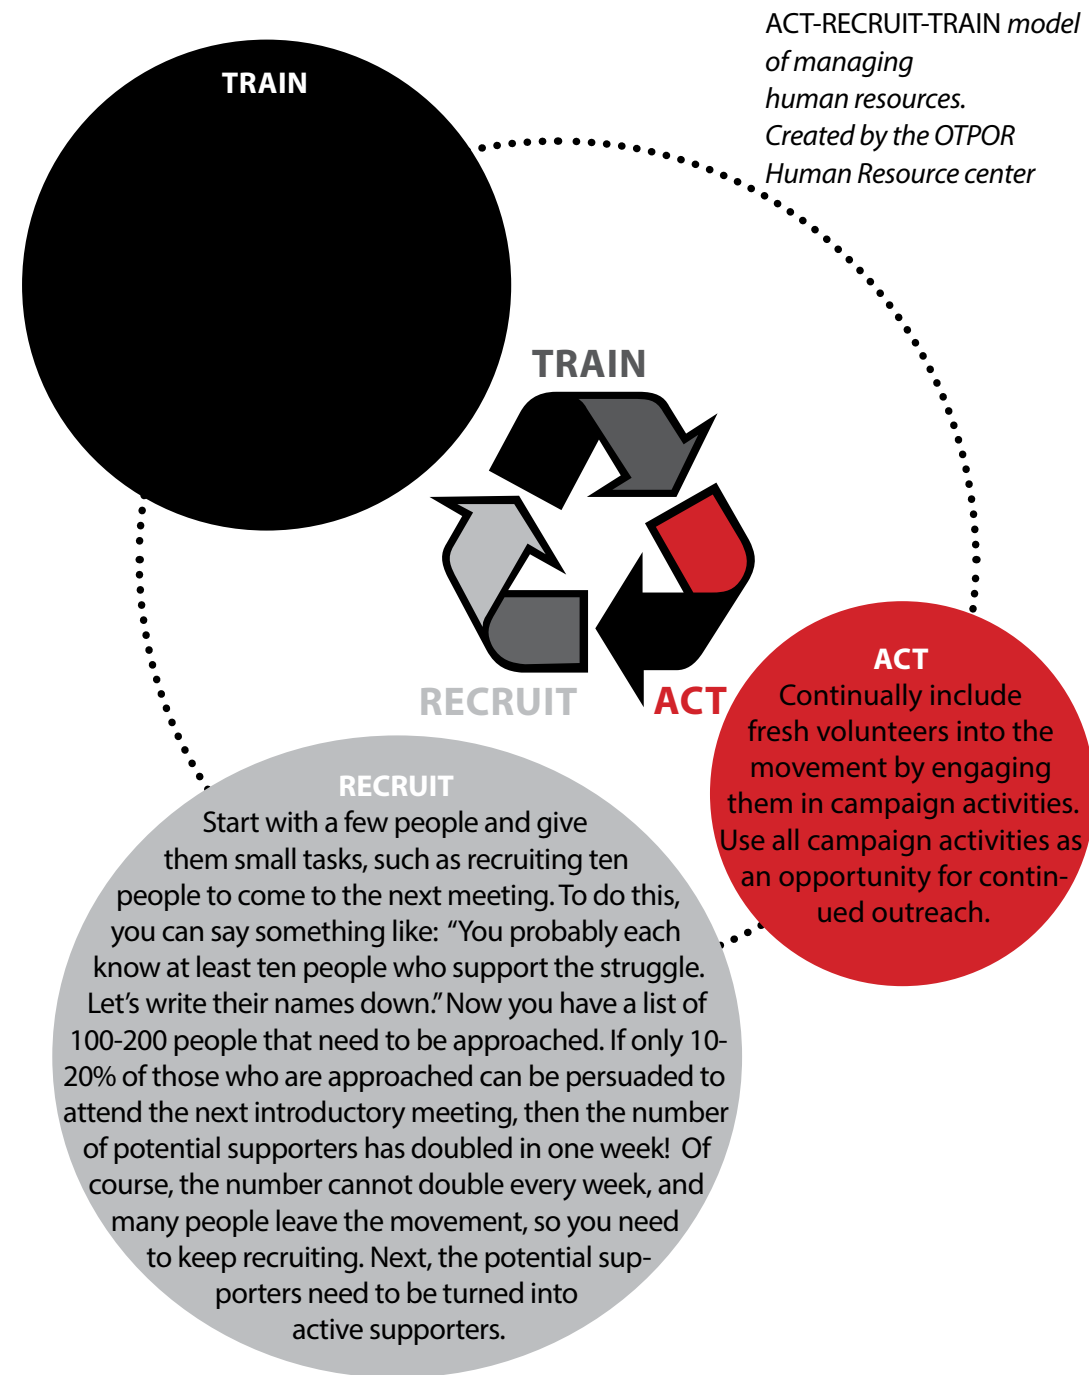 ACT-RECRUIT-TRAIN model
of managing
human resources.
Created by the OTPOR
Human Resource center
TRAIN
TRAIN
RECRUIT
ACT
ACT
Continually include
fresh volunteers into the
movement by engaging
them in campaign activities.
Use all campaign activities as
an opportunity for contin-
ued outreach.
RECRUIT
Start with a few people and give
them small tasks, such as recruiting ten
people to come to the next meeting. To do this,
you can say something like: “You probably each
know at least ten people who support the struggle.
Let’s write their names down.” Now you have a list of
100-200 people that need to be approached. If only 10-
20% of those who are approached can be persuaded to
attend the next introductory meeting, then the number
of potential supporters has doubled in one week! Of
course, the number cannot double every week, and
many people leave the movement, so you need
to keep recruiting. Next, the potential sup-
porters need to be turned into
active supporters.